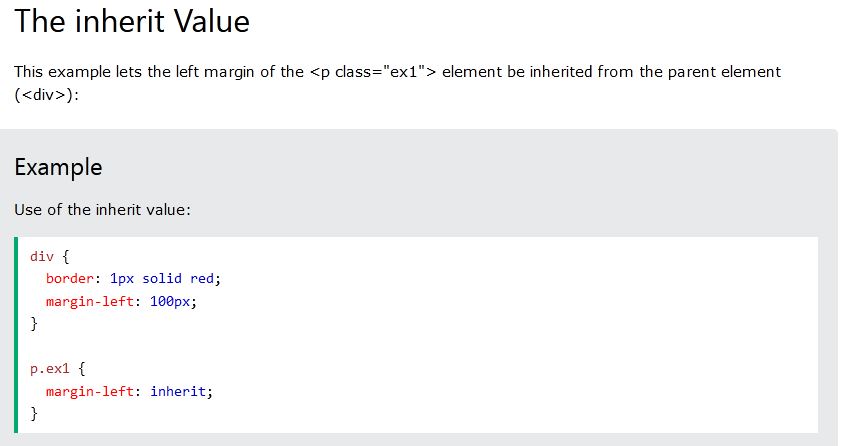 The inherit Value
This example lets the left margin of the <p class="ex1"> element be inherited from the parent element
(<div>):
Example
Use of the inherit value:
div {
  border: 1px solid red;
  margin-left: 100px;
}

p.ex1 {
  margin-left: inherit;
}